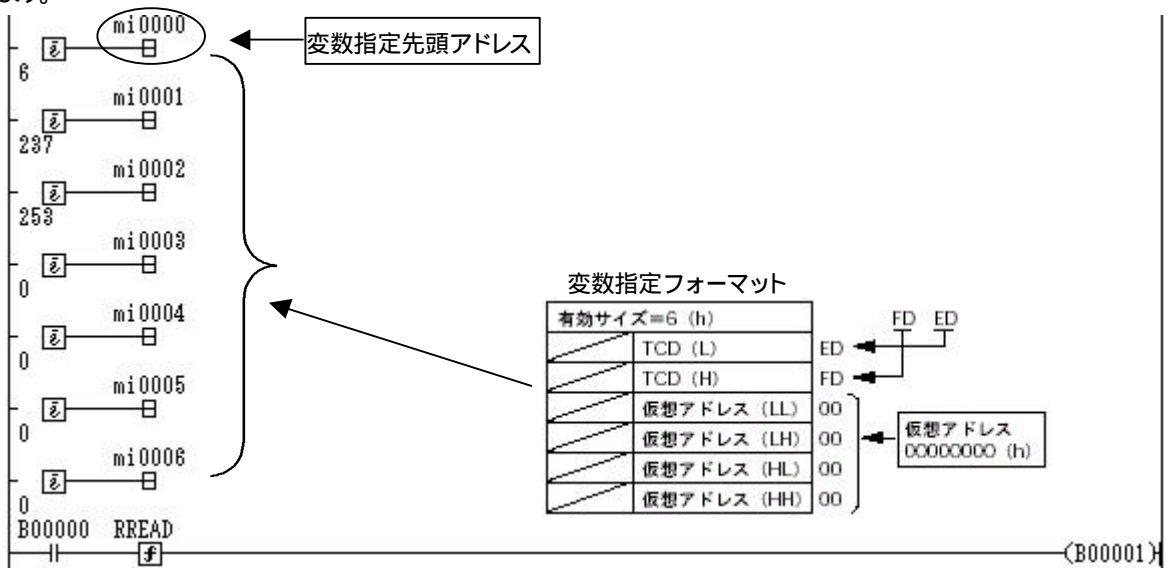 ます。
mi0000
i
6
変数指定先頭アドレス
mi0001
i
237
mi0002
i
253
mi0003
i
0
mi0004
i
0
mi0005
i
0
mi0006
i
0
変数指定フォーマット
有効サイズ=6 (h)
TCD (L) ED
TCD (H) FD
仮想アドレス (LL) 00
仮想アドレス (LH) 00
仮想アドレス (HL) 00
仮想アドレス (HH) 00
FD ED
仮想アドレス
00000000 (h)
B00000 RREAD
f
(B00001)